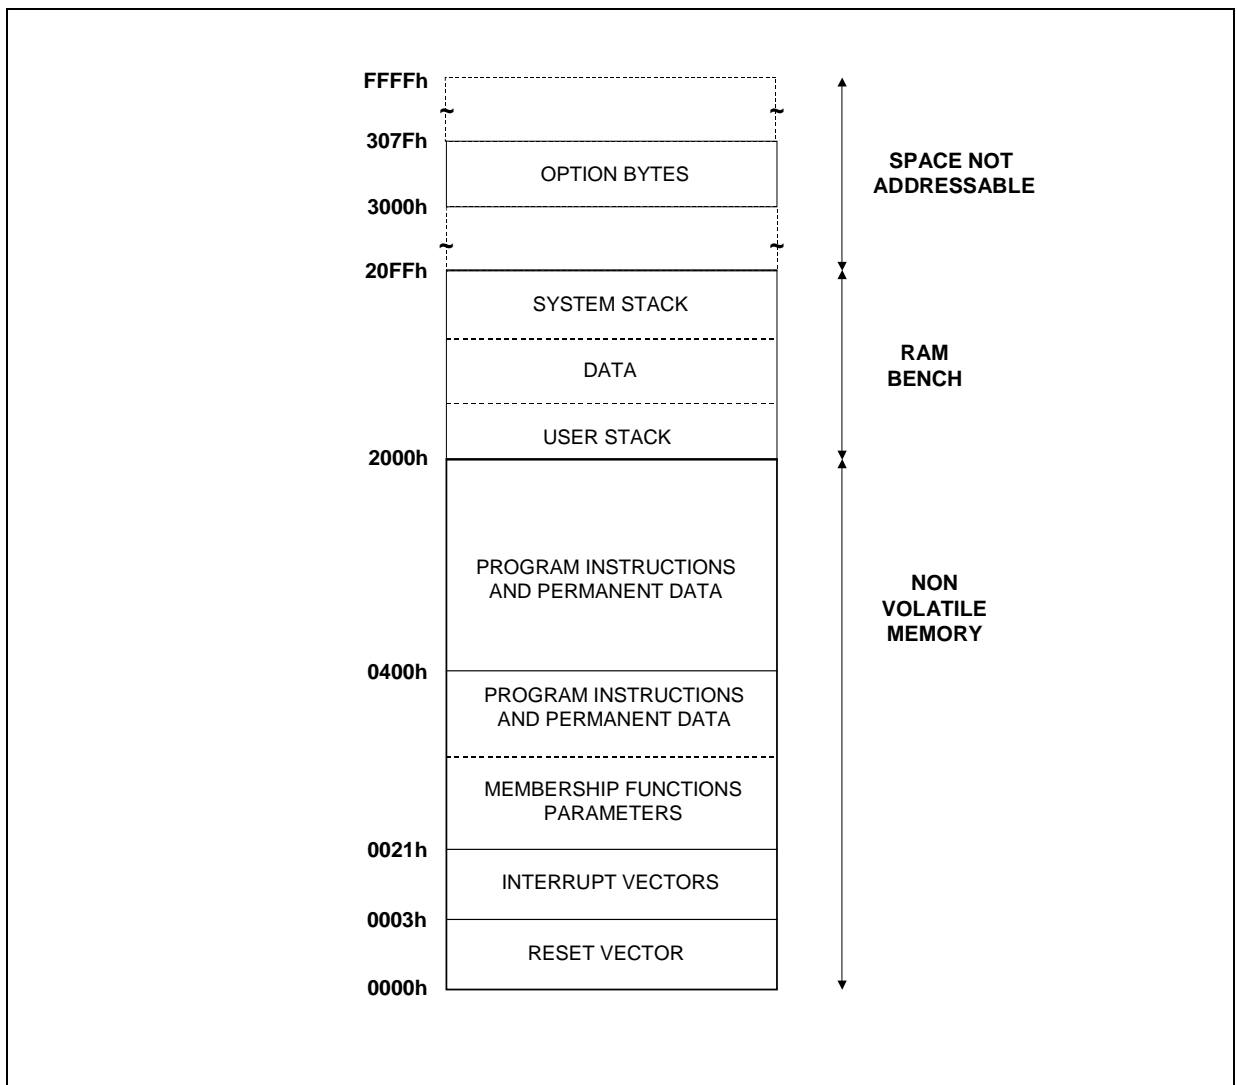 FFFFh
307Fh
OPTION BYTES
SPACE NOT
ADDRESSABLE
3000h
20FFh
SYSTEM STACK
DATA
RAM
BENCH
USER STACK
2000h
PROGRAM INSTRUCTIONS
AND PERMANENT DATA
NON
VOLATILE
MEMORY
0400h
PROGRAM INSTRUCTIONS
AND PERMANENT DATA
MEMBERSHIP FUNCTIONS
PARAMETERS
0021h
INTERRUPT VECTORS
0003h
RESET VECTOR
0000h